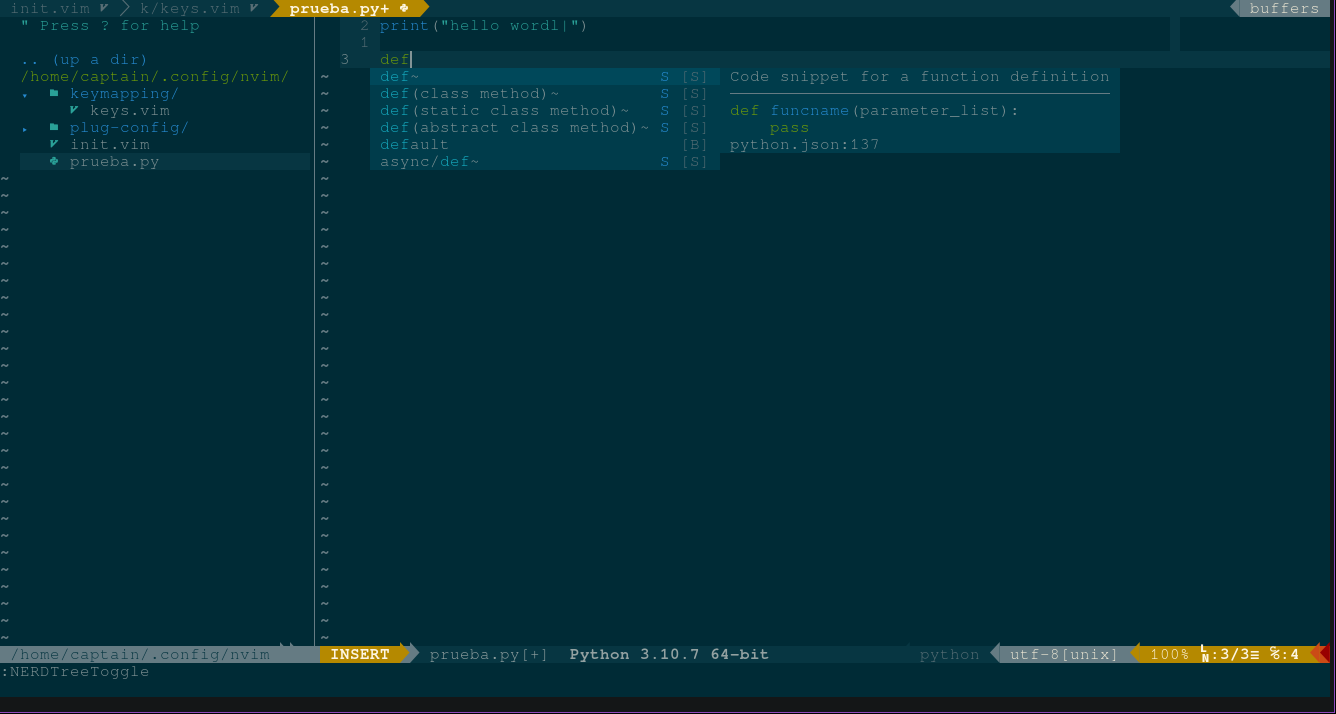 init.vim k/keys.vim prueba.py+ buffers
" Press ? for help
.. (up a dir)
/home/captain/.config/nvim/
▾ keymapping/
keys.vim
▸ plug-config/
init.vim
prueba.py
2 print("hello wordl|")
1
3 def
def~ S [S]
def(class method)~ S [S]
def(static class method)~ S [S]
def(abstract class method)~ S [S]
default [B]
async/def~ S [S]
Code snippet for a function definition
def funcname(parameter_list):
pass
python.json:137
/home/captain/.config/nvim INSERT prueba.py[+] Python 3.10.7 64-bit python utf-8[unix] 100% LN:3/3≡ ℅:4
:NERDTreeToggle